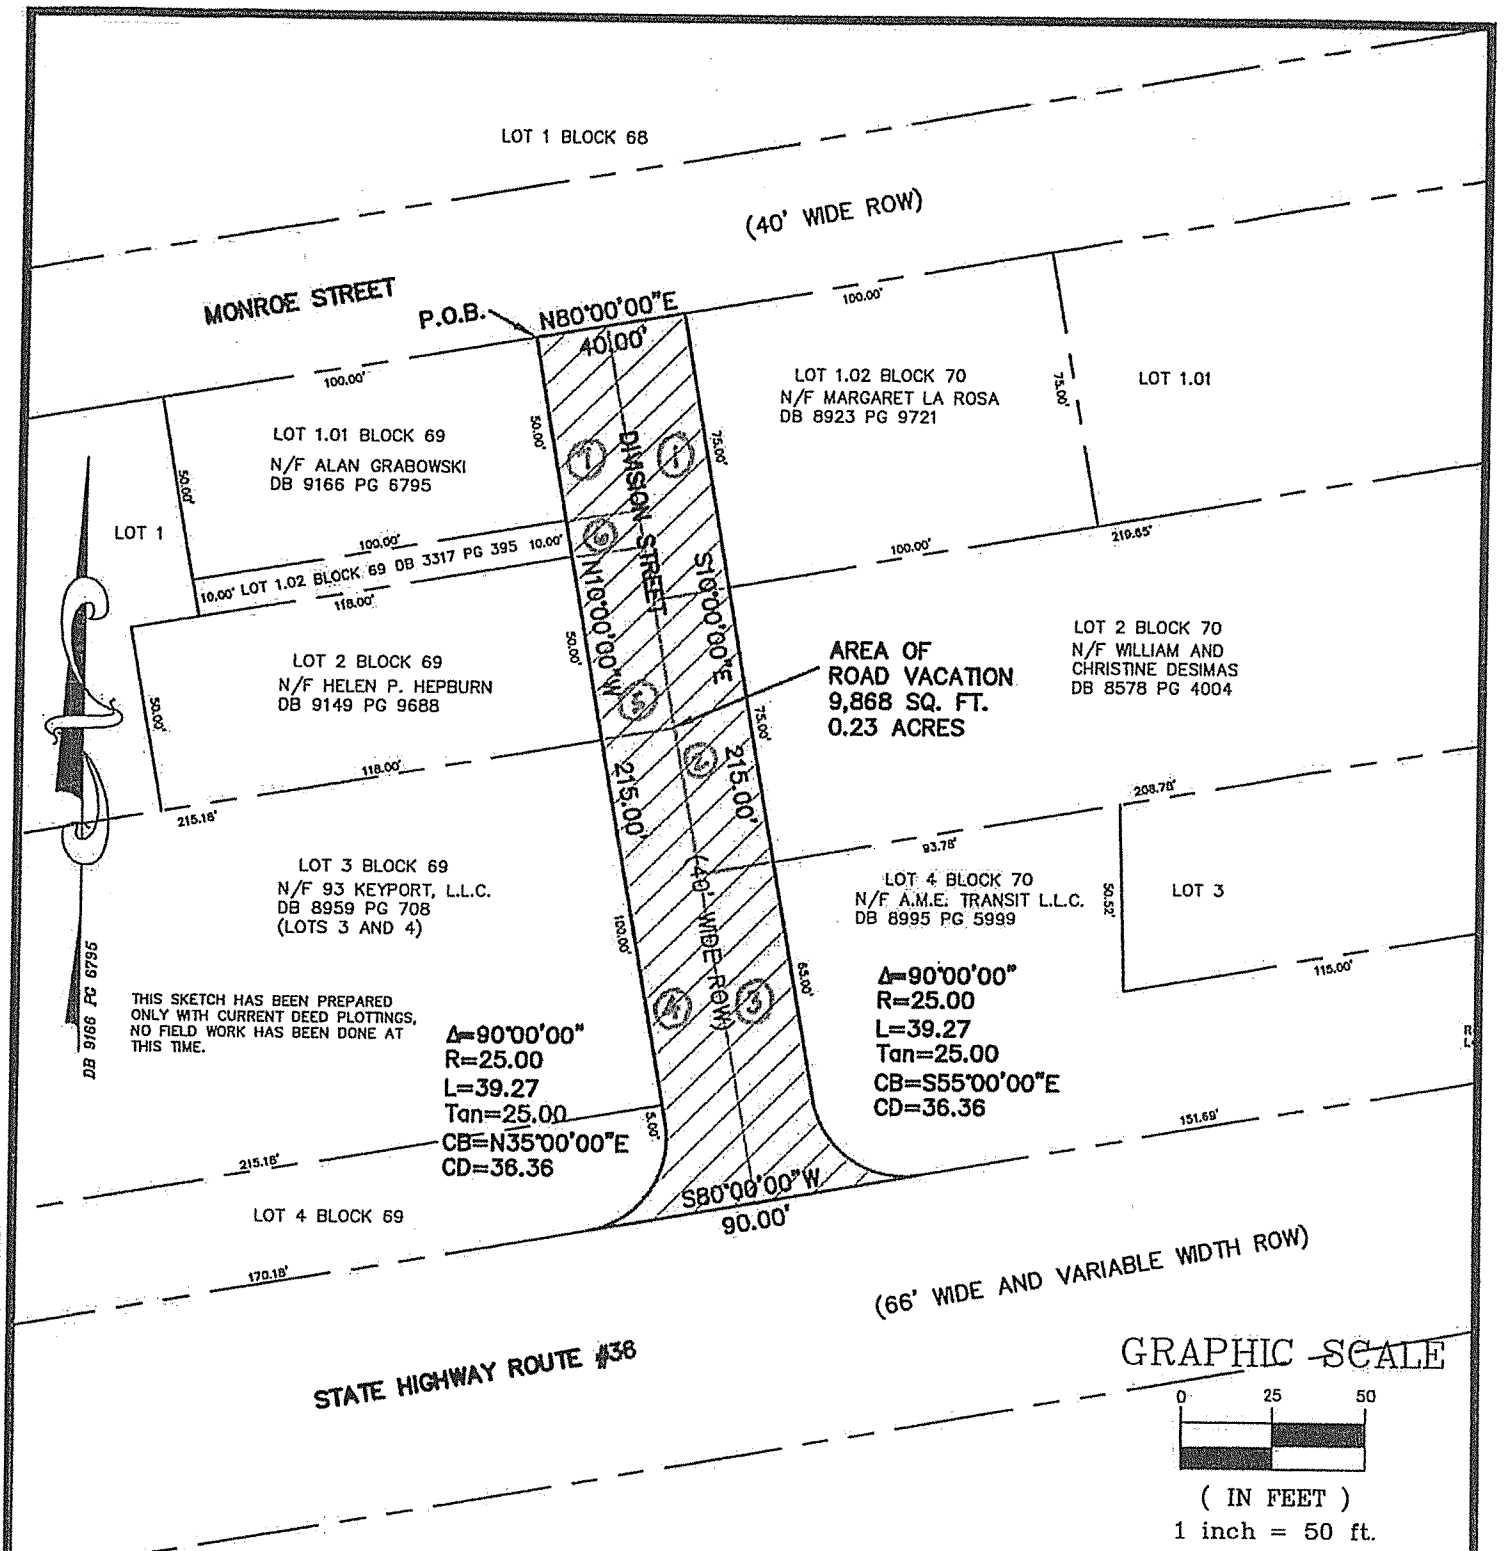 LOT 1 BLOCK 68
(40' WIDE ROW)
MONROE STREET
P.O.B.
N80°00'00"E
40.00'
100.00'
100.00'
LOT 1.01 BLOCK 69
N/F ALAN GRABOWSKI
DB 9166 PG 6795
50.00'
50.00'
LOT 1
LOT 1.02 BLOCK 70
N/F MARGARET LA ROSA
DB 8923 PG 9721
75.00'
75.00'
LOT 1.01
7
1
DIVISION STREET
100.00'
10.00'
10.00'
LOT 1.02 BLOCK 69 DB 3317 PG 395
6
118.00'
100.00'
219.65'
N10°00'00"W
S10°00'00"E
LOT 2 BLOCK 69
N/F HELEN P. HEPBURN
DB 9149 PG 9688
50.00'
50.00'
5
AREA OF
ROAD VACATION
9,868 SQ. FT.
0.23 ACRES
LOT 2 BLOCK 70
N/F WILLIAM AND
CHRISTINE DESIMAS
DB 8578 PG 4004
75.00'
2
118.00'
215.18'
215.00'
215.00'
208.78'
93.78'
LOT 3 BLOCK 69
N/F 93 KEYPORT, L.L.C.
DB 8959 PG 708
(LOTS 3 AND 4)
100.00'
(40' WIDE ROW)
LOT 4 BLOCK 70
N/F A.M.E. TRANSIT L.L.C.
DB 8995 PG 5999
50.52'
LOT 3
65.00'
115.00'
4
3
DB 9166 PG 6795
THIS SKETCH HAS BEEN PREPARED
ONLY WITH CURRENT DEED PLOTTINGS,
NO FIELD WORK HAS BEEN DONE AT
THIS TIME.
Δ=90°00'00"
R=25.00
L=39.27
Tan=25.00
CB=N35°00'00"E
CD=36.36
Δ=90°00'00"
R=25.00
L=39.27
Tan=25.00
CB=S55°00'00"E
CD=36.36
5.00'
151.69'
215.18'
S80°00'00"W
90.00'
LOT 4 BLOCK 69
170.18'
(66' WIDE AND VARIABLE WIDTH ROW)
STATE HIGHWAY ROUTE #36
GRAPHIC SCALE
0 25 50
( IN FEET )
1 inch = 50 ft.